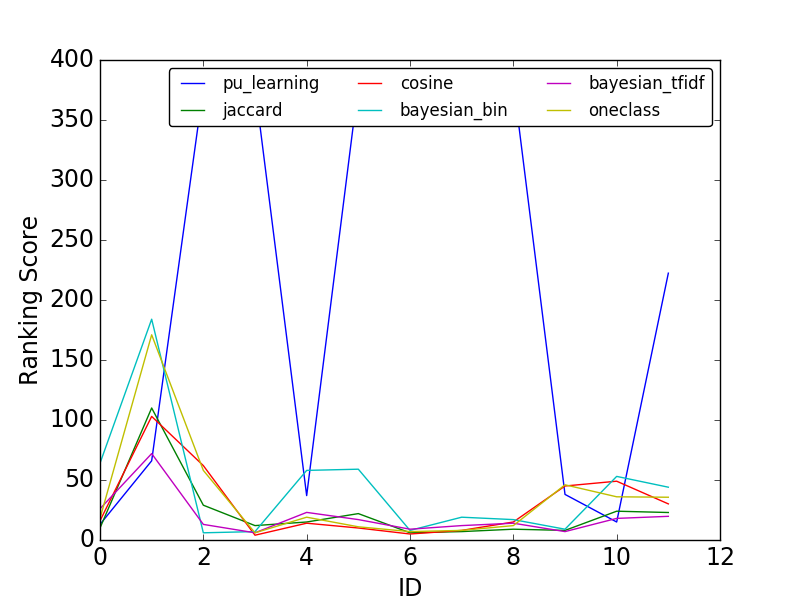 400
350
300
250
200
150
100
50
0
Ranking Score
pu_learning cosine bayesian_tfidf
jaccard bayesian_bin oneclass
0 2 4 6 8 10 12
ID